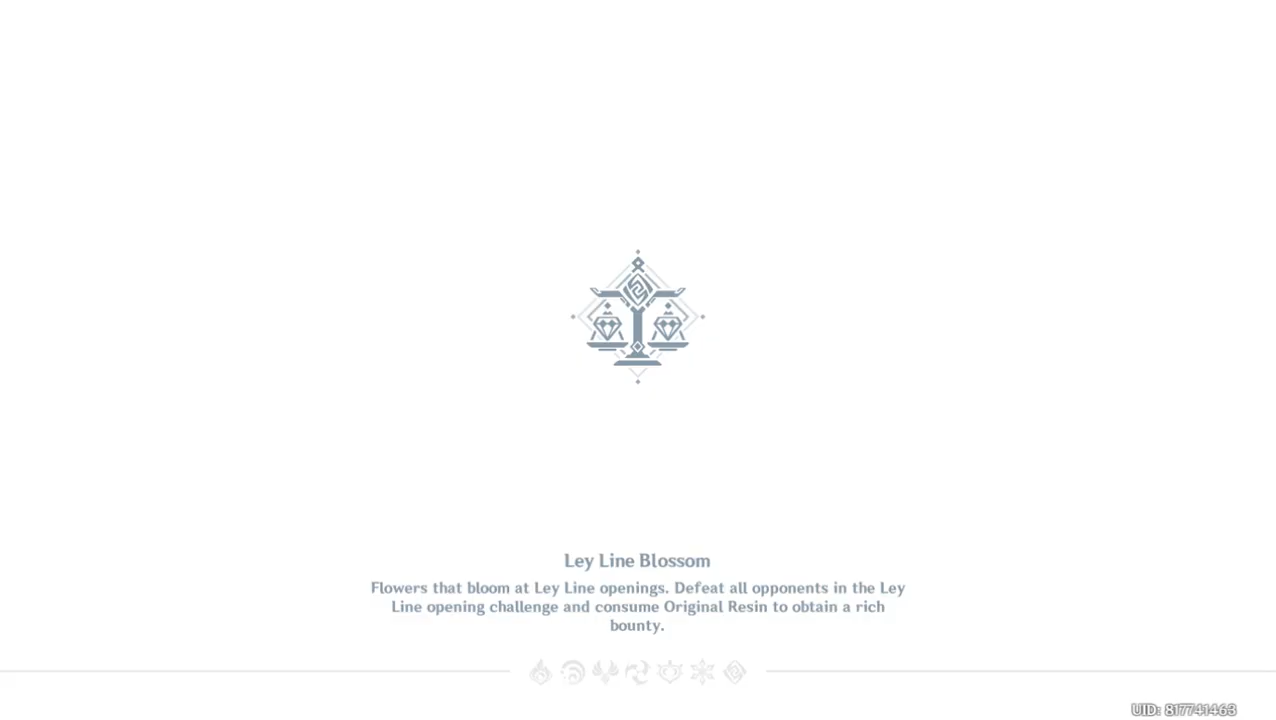 Ley Line Blossom
Flowers that bloom at Ley Line openings. Defeat all opponents in the Ley
Line opening challenge and consume Original Resin to obtain a rich
bounty.
UID: 817741463